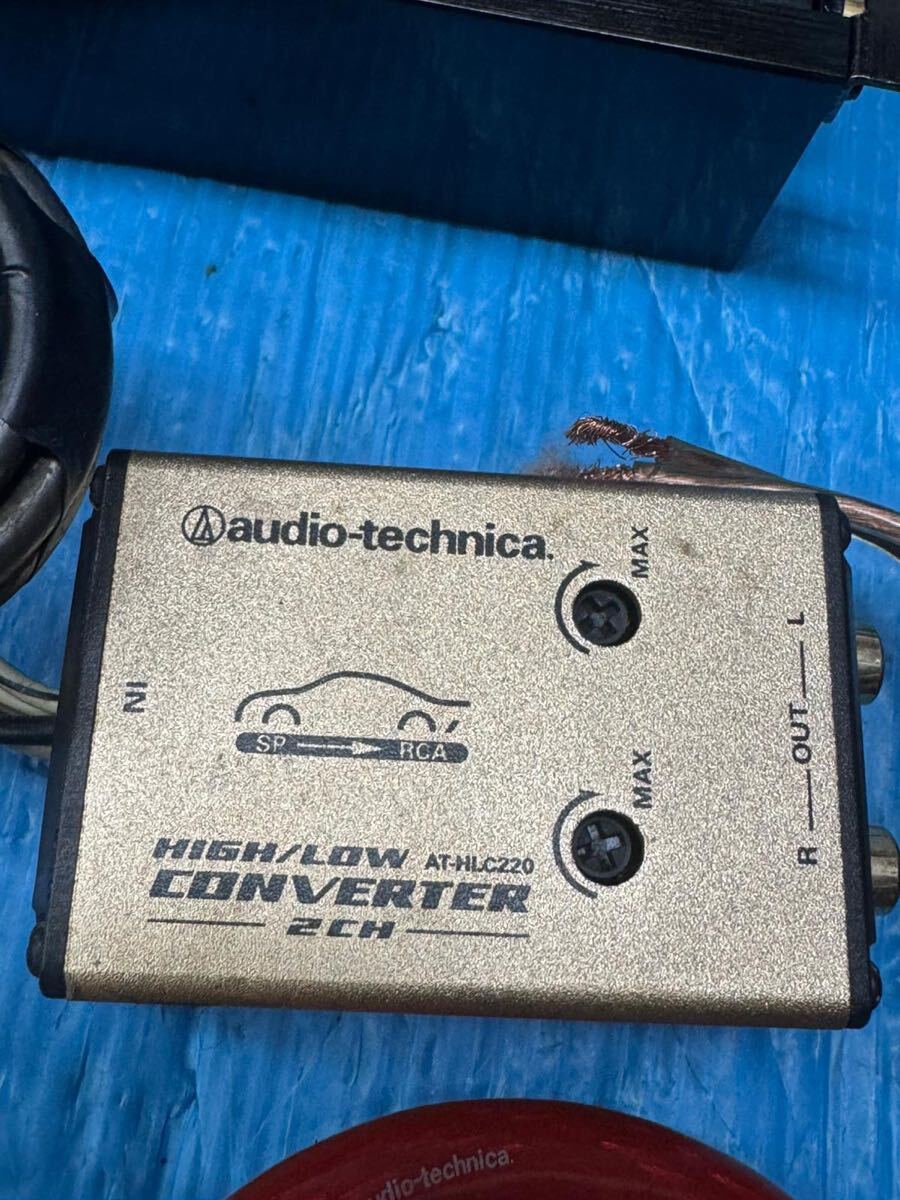 audio-technica.
MAX
IN
L
OUT
R
SP
RCA
MAX
HIGH/LOW AT-HLC220
CONVERTER
2CH
audio-technica.